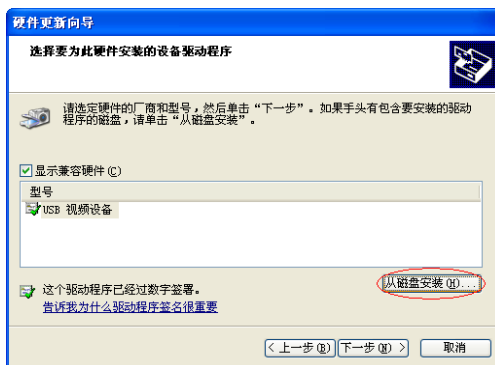 硬件更新向导
选择要为此硬件安装的设备驱动程序
请选定硬件的厂商和型号，然后单击“下一步”。如果手头有包含要安装的驱动
程序的磁盘，请单击“从磁盘安装”。
显示兼容硬件(C)
型号
USB 视频设备
这个驱动程序已经过数字签署。
从磁盘安装(H)...
告诉我为什么驱动程序签名很重要
< 上一步(B) 下一步(N) > 取消